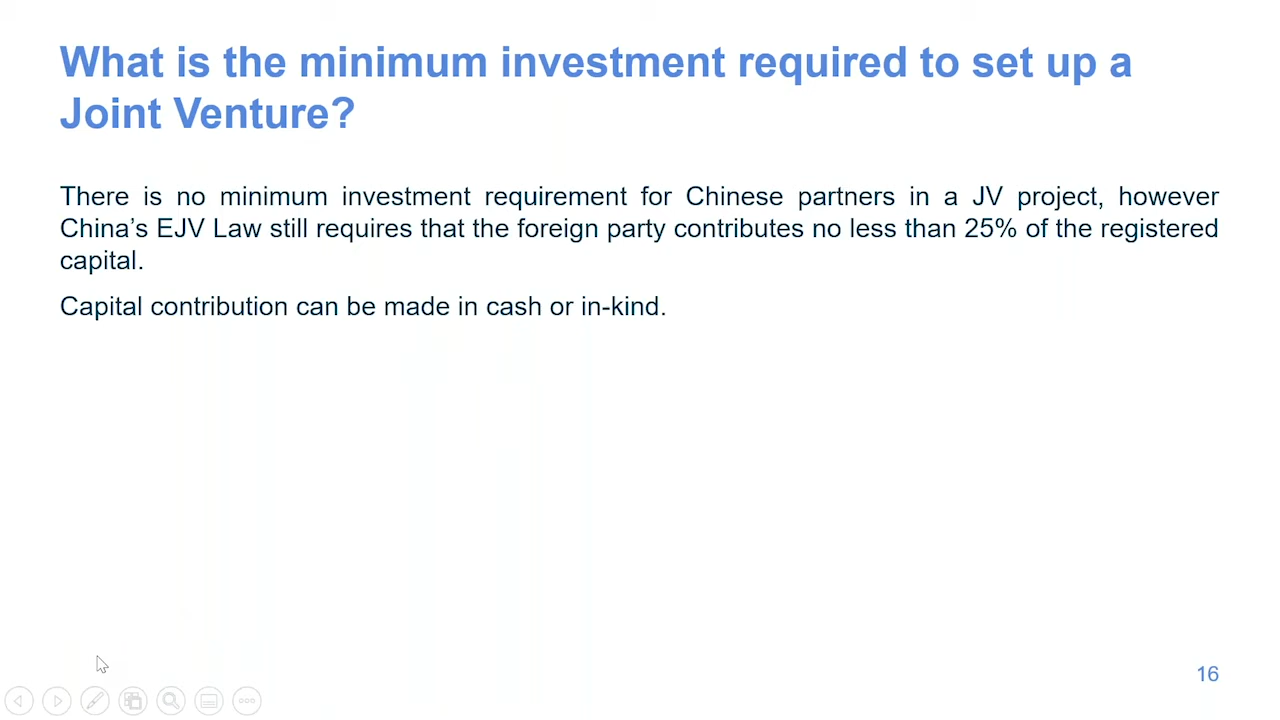 What is the minimum investment required to set up a
Joint Venture?
There is no minimum investment requirement for Chinese partners in a JV project, however
China’s EJV Law still requires that the foreign party contributes no less than 25% of the registered
capital.
Capital contribution can be made in cash or in-kind.
16